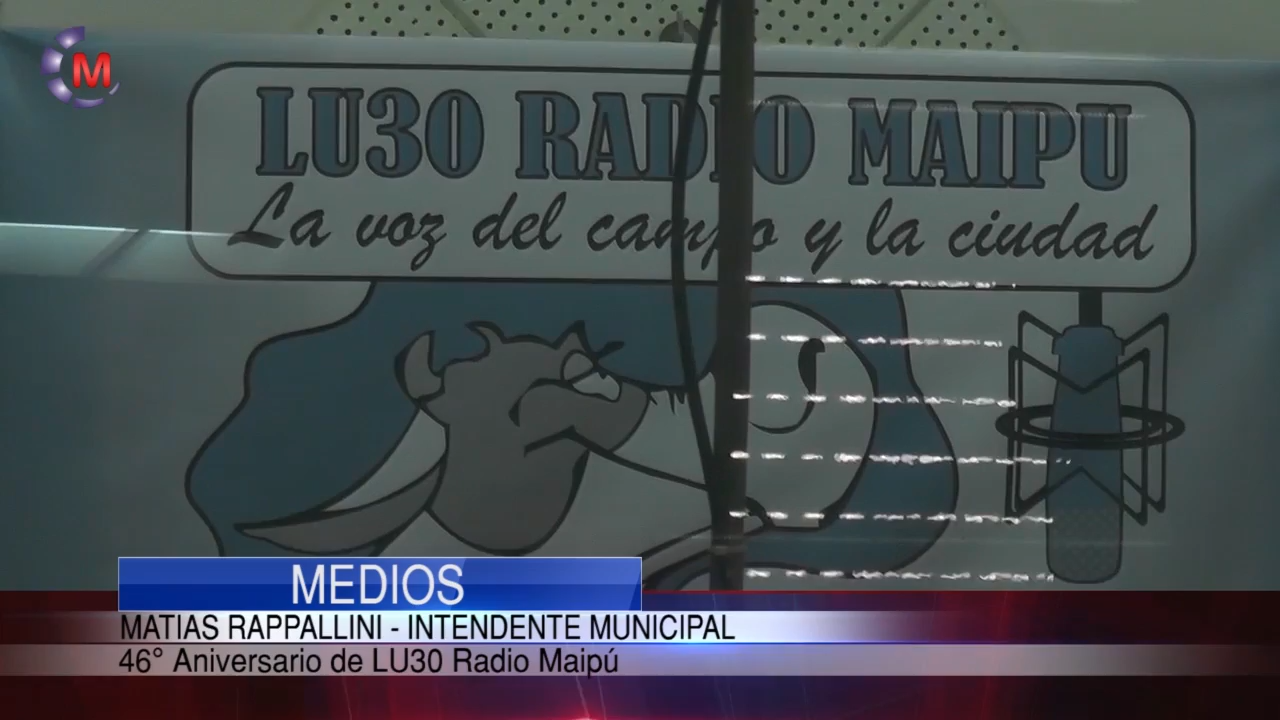 M
LU30 RADIO MAIPU
La voz del campo y la ciudad
MEDIOS
MATIAS RAPPALLINI - INTENDENTE MUNICIPAL
46° Aniversario de LU30 Radio Maipú